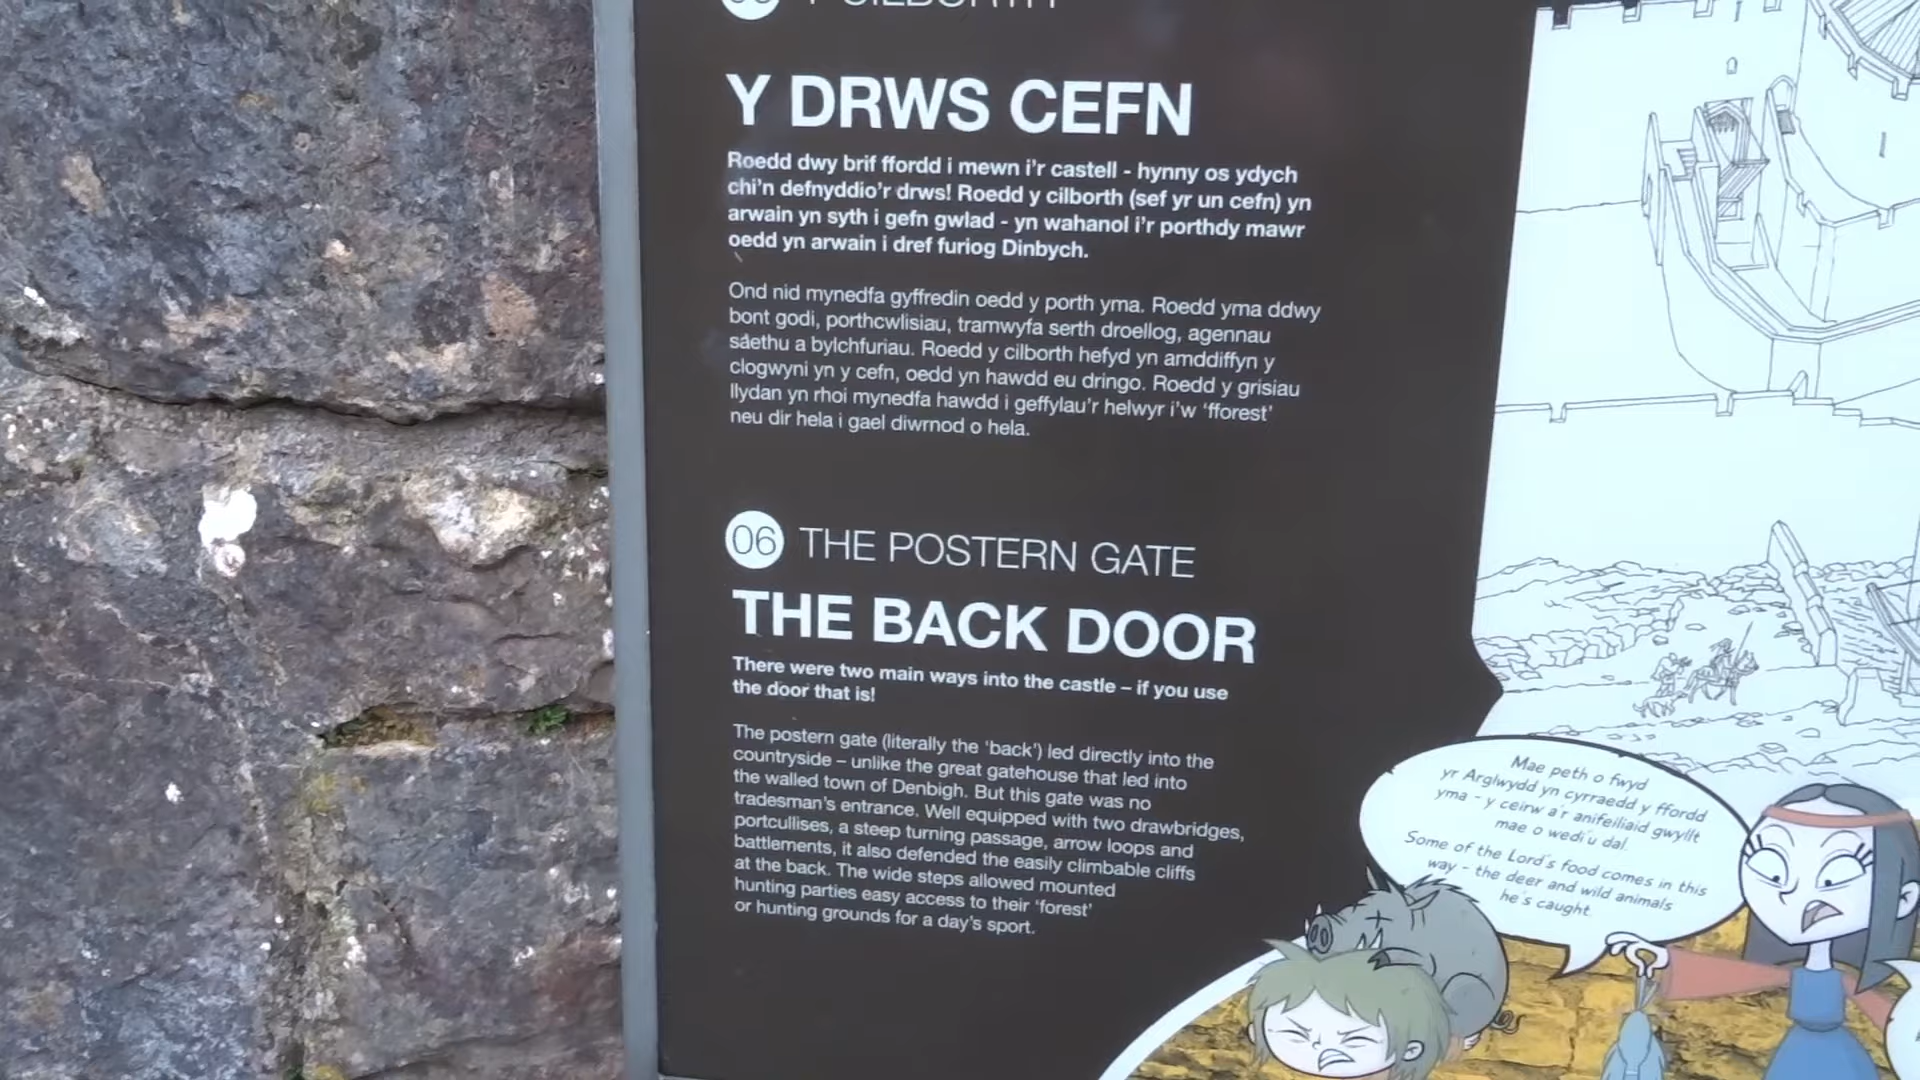 Y CILBORTH
Y DRWS CEFN
Roedd dwy brif ffordd i mewn i'r castell - hynny os ydych
chi'n defnyddio'r drws! Roedd y cilborth (sef yr un cefn) yn
arwain yn syth i gefn gwlad - yn wahanol i'r porthdy mawr
oedd yn arwain i dref furiog Dinbych.
Ond nid mynedfa gyffredin oedd y porth yma. Roedd yma ddwy
bont godi, porthcwlisiau, tramwyfa serth droellog, agennau
sáethu a bylchfuriau. Roedd y cilborth hefyd yn amddiffyn y
clogwyni yn y cefn, oedd yn hawdd eu dringo. Roedd y grisiau
llydan yn rhoi mynedfa hawdd i geffylau'r helwyr i'w 'fforest'
neu dir hela i gael diwrnod o hela.
06 THE POSTERN GATE
THE BACK DOOR
There were two main ways into the castle – if you use
the door that is!
The postern gate (literally the 'back') led directly into the
countryside – unlike the great gatehouse that led into
the walled town of Denbigh. But this gate was no
tradesman's entrance. Well equipped with two drawbridges,
portcullises, a steep turning passage, arrow loops and
battlements, it also defended the easily climbable cliffs
at the back. The wide steps allowed mounted
hunting parties easy access to their 'forest'
or hunting grounds for a day's sport.
Mae peth o fwyd
yr Arglwydd yn cyrraedd y ffordd
yma - y ceirw a'r anifeiliaid gwyllt
mae o wedi'u dal.
Some of the Lord's food comes in this
way - the deer and wild animals
he's caught.